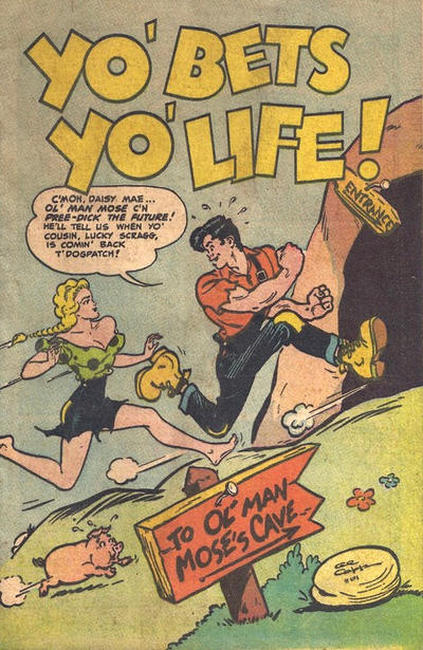 YO' BETS
YO' LIFE!
ENTRANCE
C'MON, DAISY MAE...
OL' MAN MOSE C'N
PREE-DICK THE FUTURE!
HE'LL TELL US WHEN YO'
COUSIN, LUCKY SCRAGG,
IS COMIN' BACK
T'DOGPATCH!
TO OL' MAN
MOSE'S CAVE